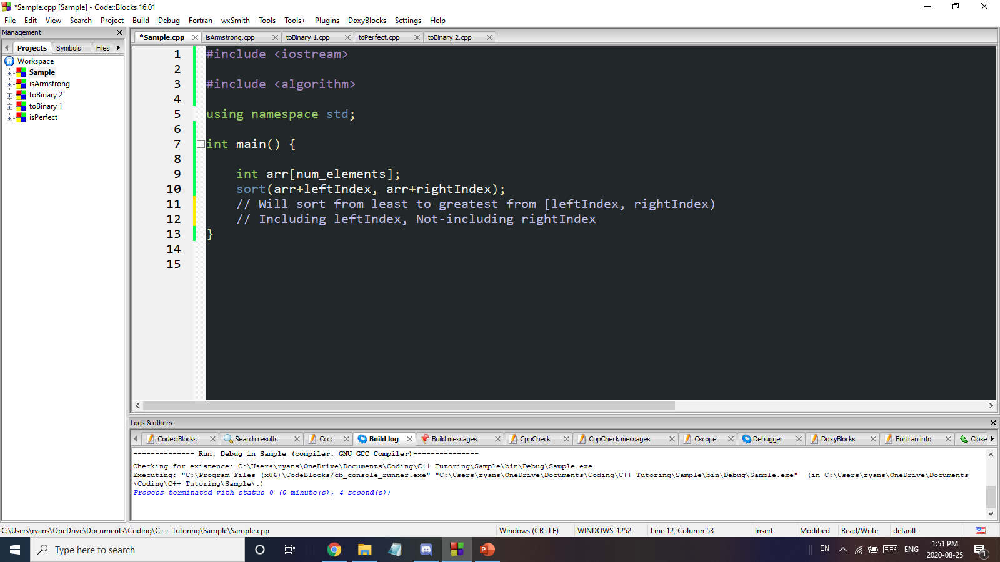 *Sample.cpp [Sample] - Code::Blocks 16.01
File Edit View Search Project Build Debug Fortran wxSmith Tools Tools+ Plugins DoxyBlocks Settings Help
Management
Projects Symbols Files
Workspace
Sample
isArmstrong
toBinary 2
toBinary 1
isPerfect
*Sample.cpp isArmstrong.cpp toBinary 1.cpp toPerfect.cpp toBinary 2.cpp
1 #include <iostream>
2
3 #include <algorithm>
4
5 using namespace std;
6
7 int main() {
8
9 int arr[num_elements];
10 sort(arr+leftIndex, arr+rightIndex);
11 // Will sort from least to greatest from [leftIndex, rightIndex)
12 // Including leftIndex, Not-including rightIndex
13 }
14
15
Logs & others
Code::Blocks Search results Cccc Build log Build messages CppCheck CppCheck messages Cscope Debugger DoxyBlocks Fortran info Close
-------------- Run: Debug in Sample (compiler: GNU GCC Compiler)---------------
Checking for existence: C:\Users\ryans\OneDrive\Documents\Coding\C++ Tutoring\Sample\bin\Debug\Sample.exe
Executing: "C:\Program Files (x86)\CodeBlocks/cb_console_runner.exe" "C:\Users\ryans\OneDrive\Documents\Coding\C++ Tutoring\Sample\bin\Debug\Sample.exe" (in C:\Users\ryans\OneDrive\Documents
\Coding\C++ Tutoring\Sample\.)
Process terminated with status 0 (0 minute(s), 4 second(s))
C:\Users\ryans\OneDrive\Documents\Coding\C++ Tutoring\Sample\Sample.cpp Windows (CR+LF) WINDOWS-1252 Line 12, Column 53 Insert Modified Read/Write default
Type here to search
EN ENG
1:51 PM
2020-08-25
1